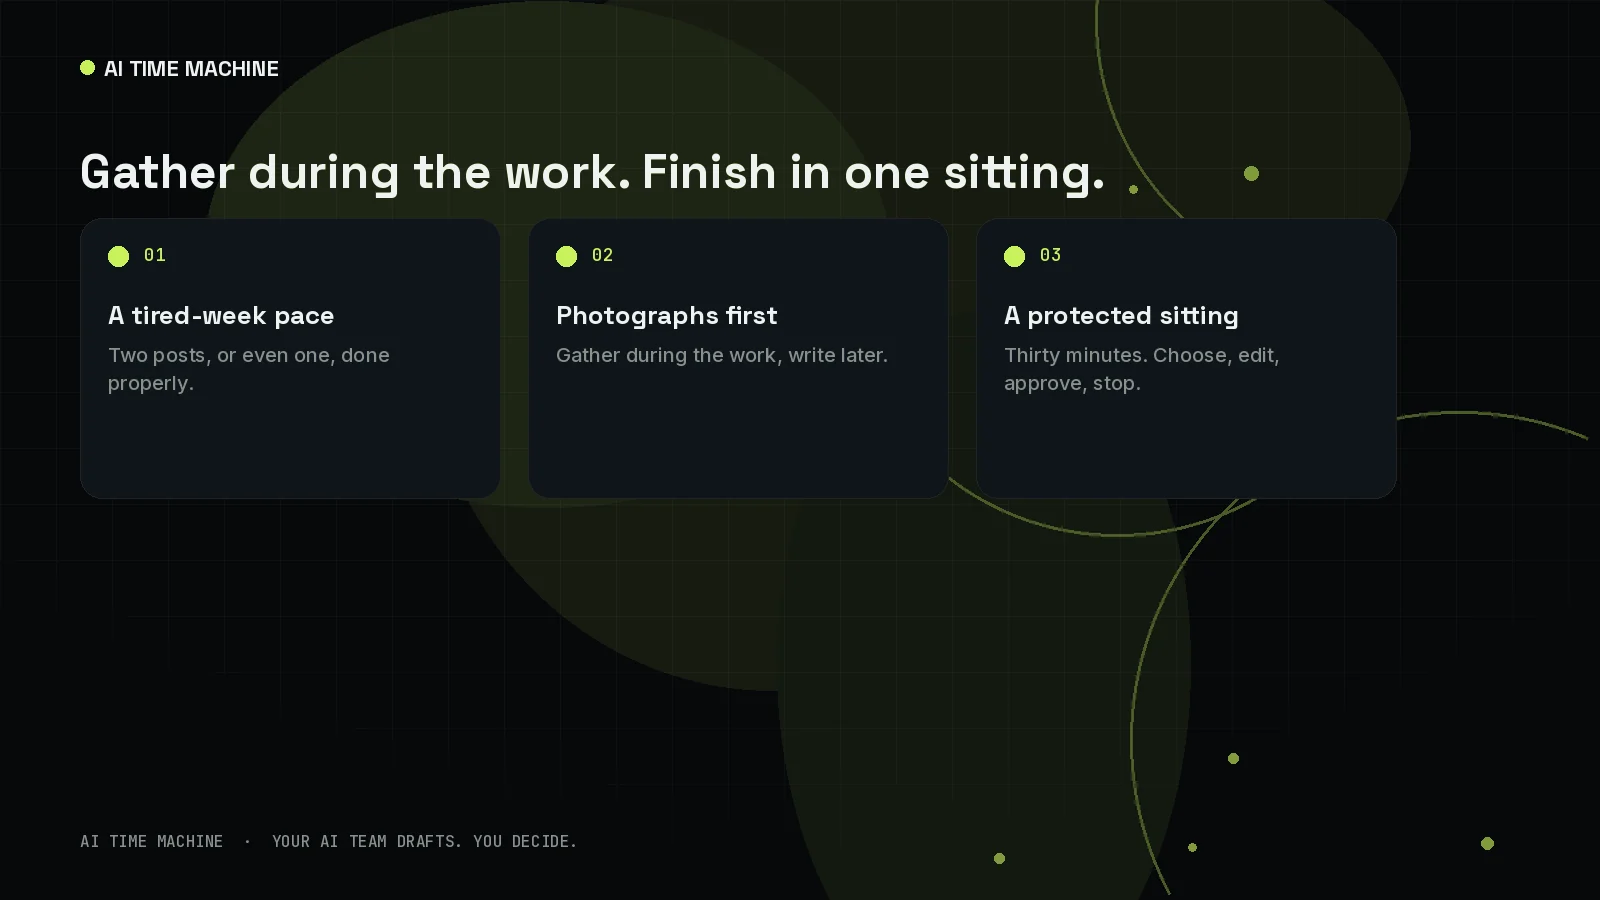 AI TIME MACHINE
Gather during the work. Finish in one sitting.
01
A tired-week pace
Two posts, or even one, done
properly.
02
Photographs first
Gather during the work, write later.
03
A protected sitting
Thirty minutes. Choose, edit,
approve, stop.
AI TIME MACHINE · YOUR AI TEAM DRAFTS. YOU DECIDE.